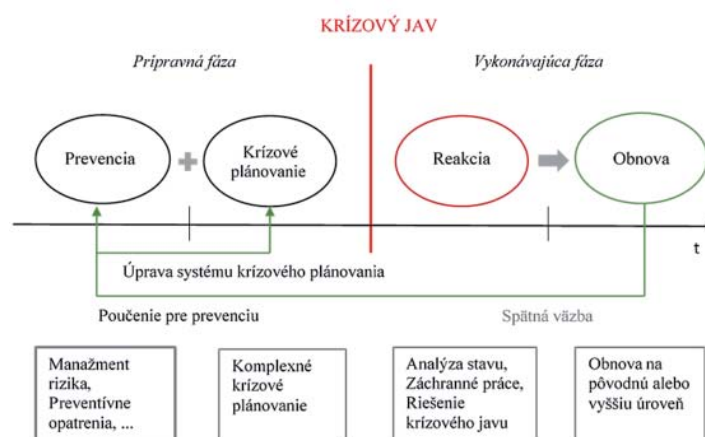 KRÍZOVÝ JAV
Prípravná fáza
Vykonávajúca fáza
Prevencia
Krízové
plánovanie
Reakcia
Obnova
t
Úprava systému krízového plánovania
Poučenie pre prevenciu
Spätná väzba
Manažment
rizika,
Preventívne
opatrenia, ...
Komplexné
krízové
plánovanie
Analýza stavu,
Záchranné práce,
Riešenie
krízového javu
Obnova na
pôvodnú alebo
vyššiu úroveň